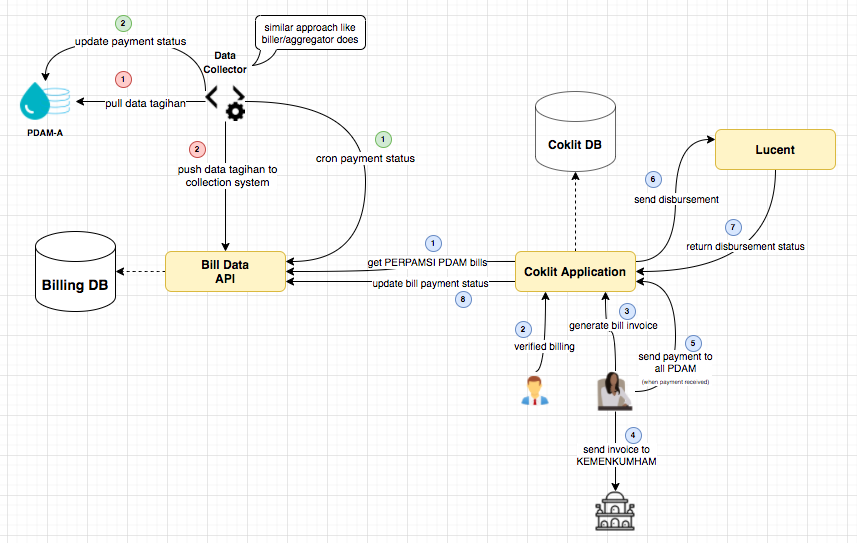 2
update payment status
similar approach like
biller/aggregator does
Data
Collector
1
pull data tagihan
PDAM-A
2
push data tagihan to
collection system
1
cron payment status
Coklit DB
Lucent
6
send disbursement
7
return disbursement status
Billing DB
Bill Data
API
1
get PERPAMSI PDAM bills
update bill payment status
8
Coklit Application
2
verified billing
3
generate bill invoice
5
send payment to
all PDAM
(when payment received)
4
send invoice to
KEMENKUMHAM